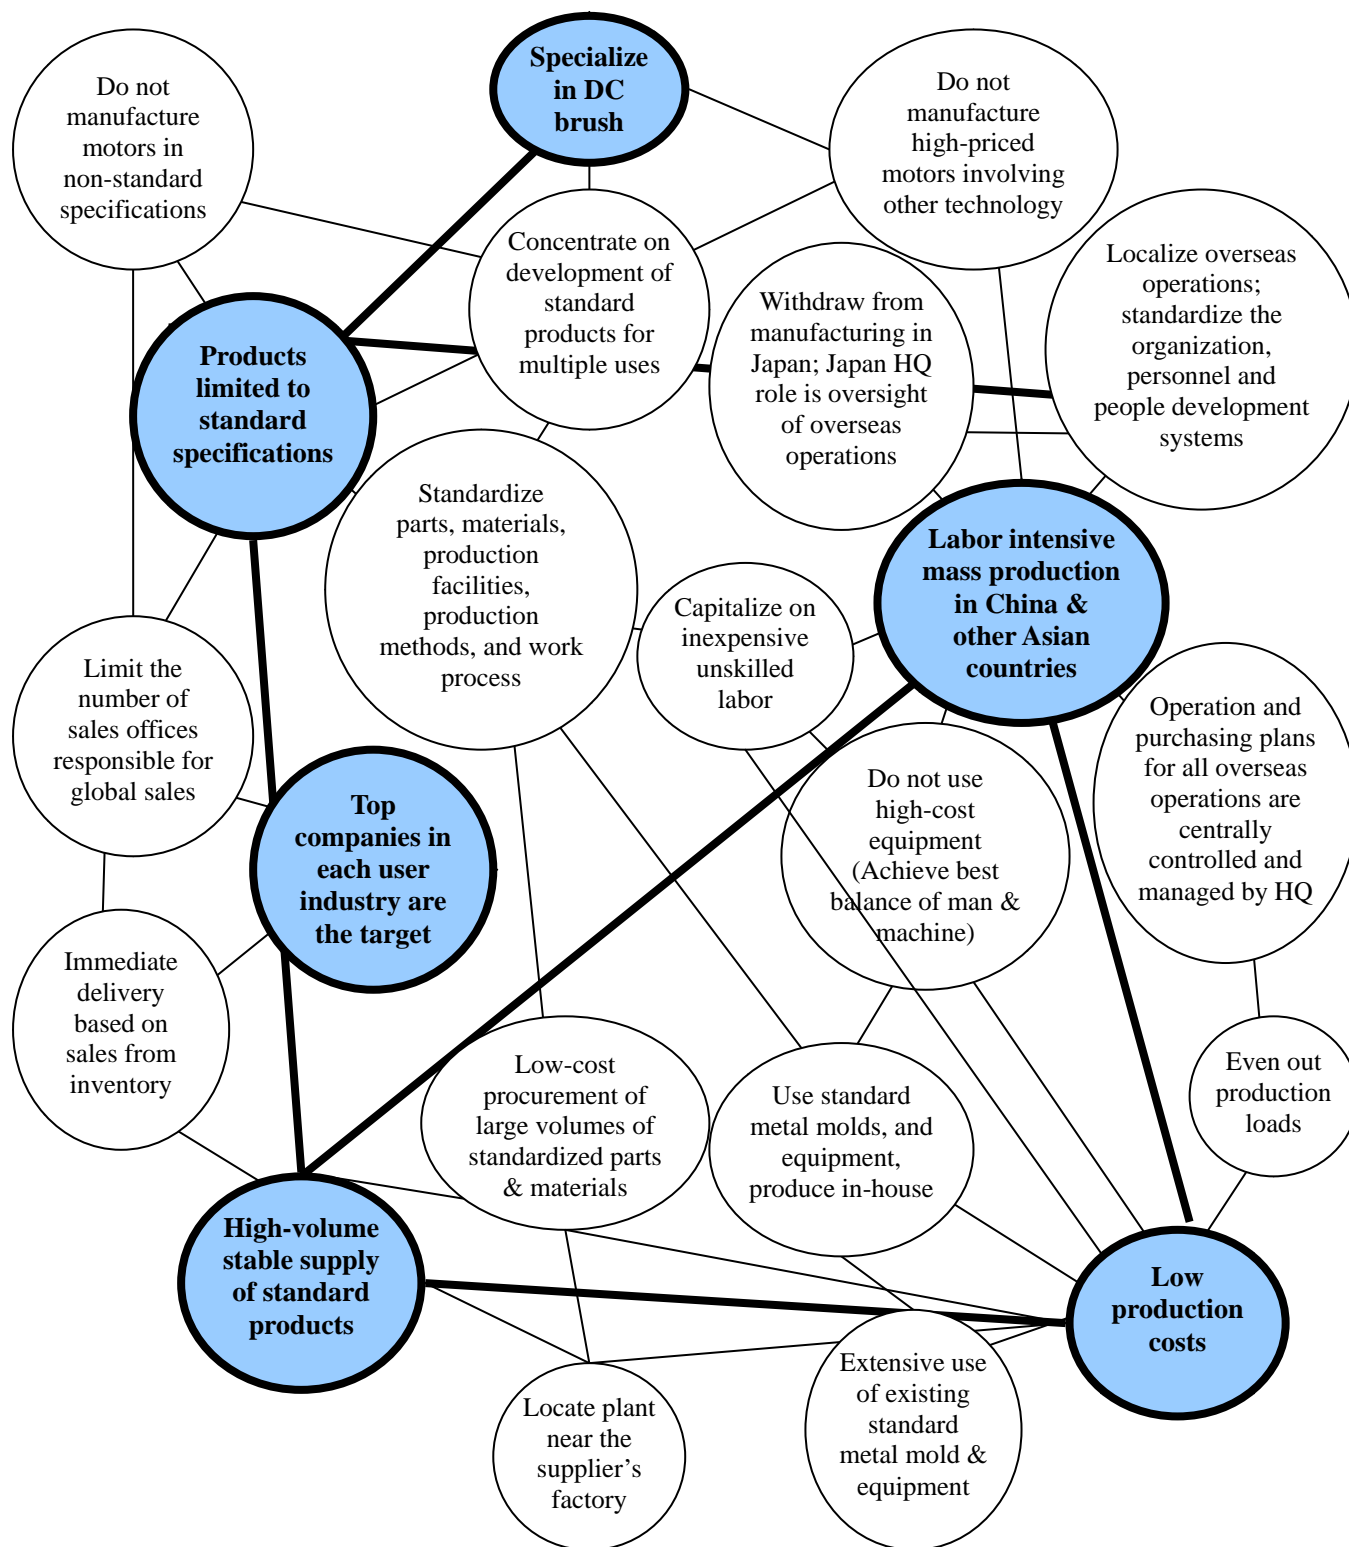 Specialize
in DC
brush
Do not
manufacture
motors in
non-standard
specifications
Do not
manufacture
high-priced
motors involving
other technology
Concentrate on
development of
standard
products for
multiple uses
Localize overseas
operations;
standardize the
organization,
personnel and
people development
systems
Withdraw from
manufacturing in
Japan; Japan HQ
role is oversight
of overseas
operations
Products
limited to
standard
specifications
Standardize
parts, materials,
production
facilities,
production
methods, and work
process
Labor intensive
mass production
in China &
other Asian
countries
Capitalize on
inexpensive
unskilled
labor
Limit the
number of
sales offices
responsible for
global sales
Operation and
purchasing plans
for all overseas
operations are
centrally
controlled and
managed by HQ
Do not use
high-cost
equipment
(Achieve best
balance of man &
machine)
Top
companies in
each user
industry are
the target
Immediate
delivery
based on
sales from
inventory
Low-cost
procurement of
large volumes of
standardized parts
& materials
Use standard
metal molds, and
equipment,
produce in-house
Even out
production
loads
High-volume
stable supply
of standard
products
Low
production
costs
Extensive use
of existing
standard
metal mold &
equipment
Locate plant
near the
supplier’s
factory